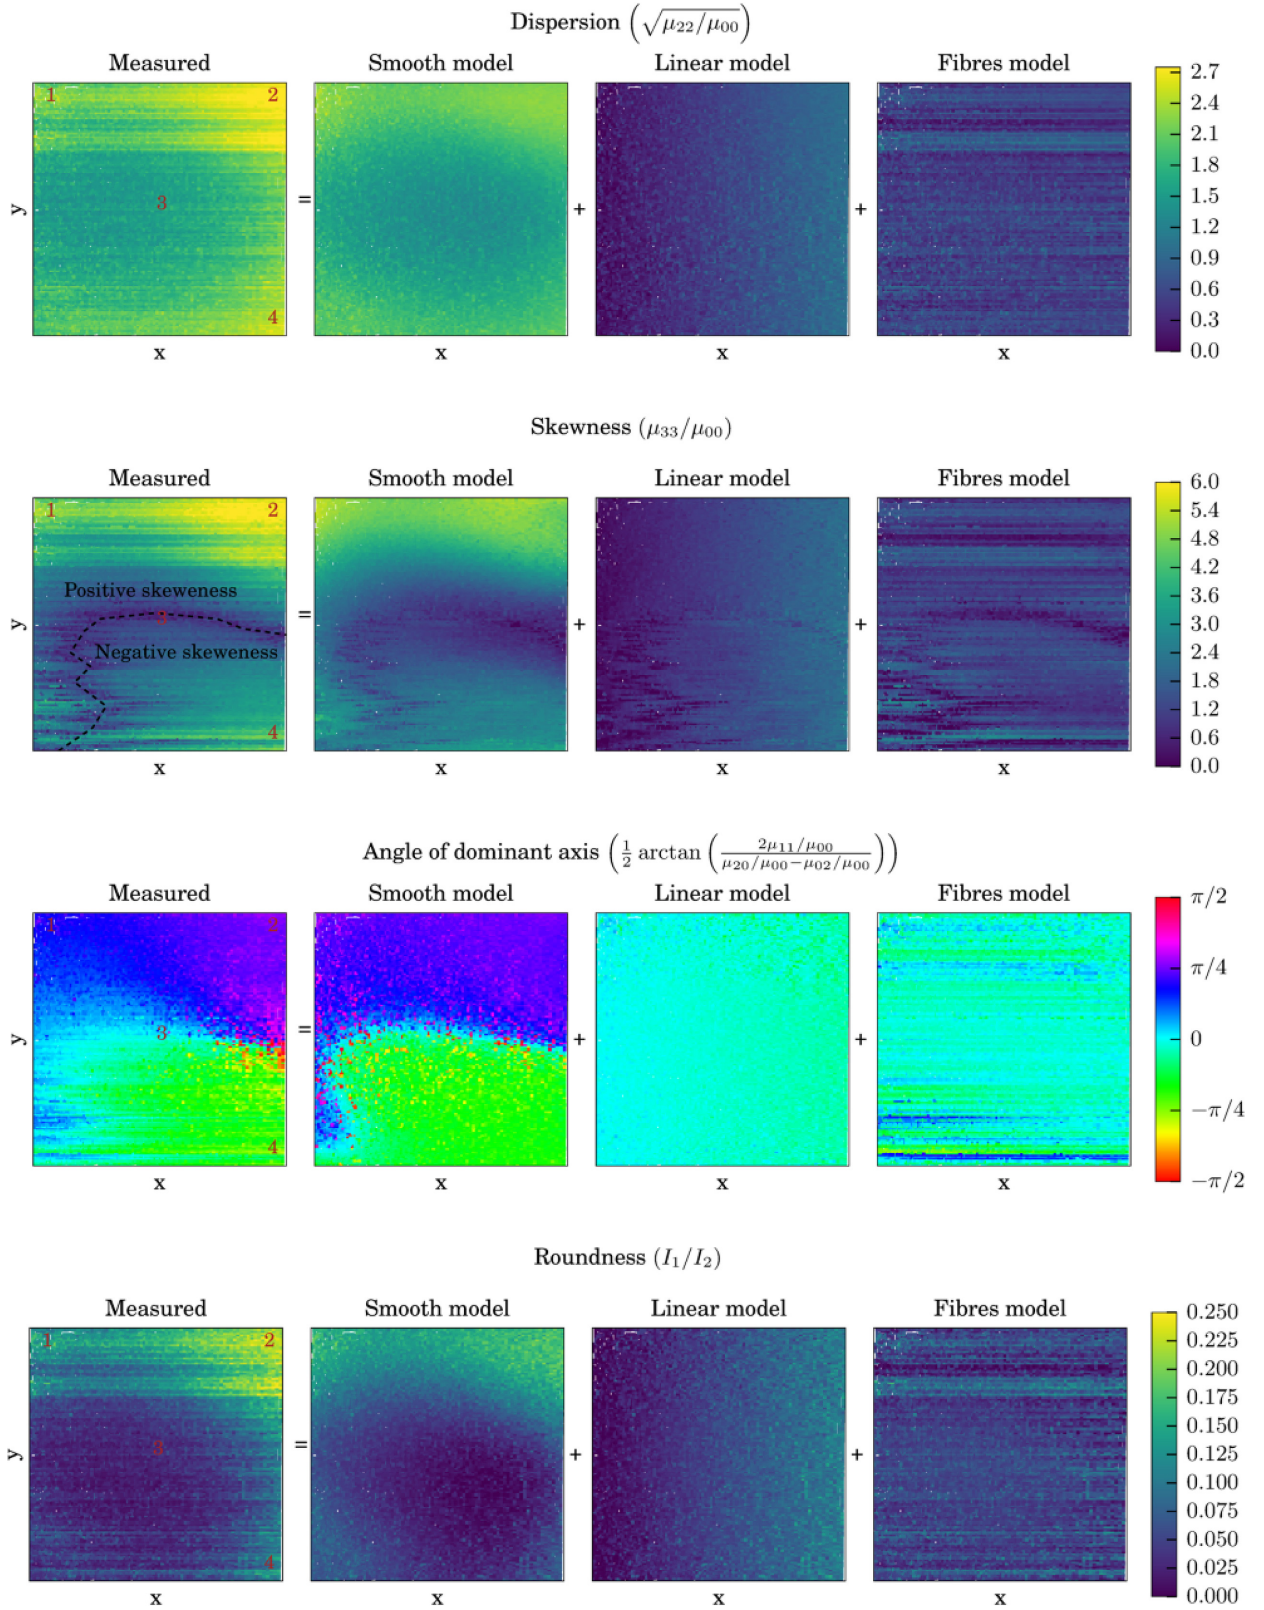 Dispersion (√μ22/μ00)
Measured Smooth model Linear model Fibres model
1 2 3 4
y = + +
x x x x
2.7
2.4
2.1
1.8
1.5
1.2
0.9
0.6
0.3
0.0
Skewness (μ33/μ00)
Measured Smooth model Linear model Fibres model
1 2
Positive skeweness
3
Negative skeweness
4
y = + +
x x x x
6.0
5.4
4.8
4.2
3.6
3.0
2.4
1.8
1.2
0.6
0.0
Angle of dominant axis (1/2 arctan (2μ11/μ00 / μ20/μ00−μ02/μ00))
Measured Smooth model Linear model Fibres model
1 2 3 4
y = + +
x x x x
π/2
π/4
0
−π/4
−π/2
Roundness (I1/I2)
Measured Smooth model Linear model Fibres model
1 2 3 4
y = + +
x x x x
0.250
0.225
0.200
0.175
0.150
0.125
0.100
0.075
0.050
0.025
0.000